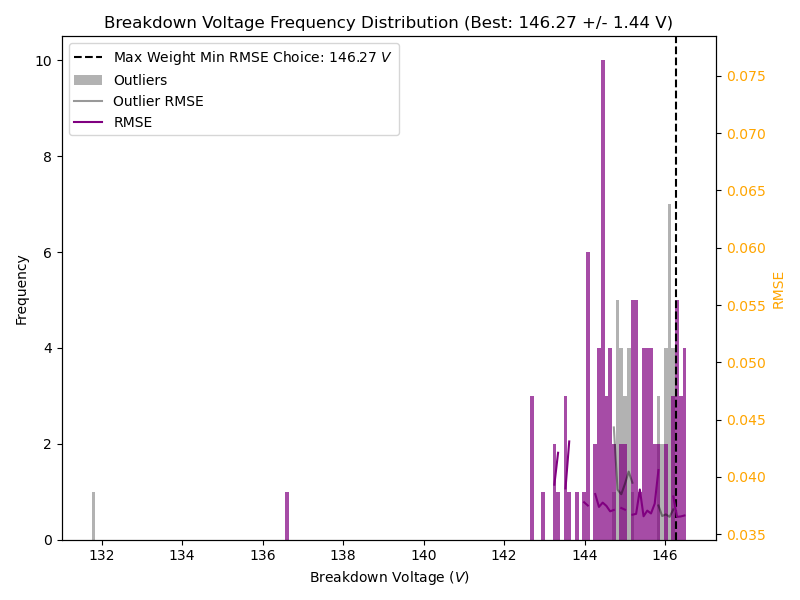 Breakdown Voltage Frequency Distribution (Best: 146.27 +/- 1.44 V)
Max Weight Min RMSE Choice: 146.27 V
Outliers
Outlier RMSE
RMSE
Frequency
10
8
6
4
2
0
0.075
0.070
0.065
0.060
0.055
0.050
0.045
0.040
0.035
RMSE
132 134 136 138 140 142 144 146
Breakdown Voltage (V)